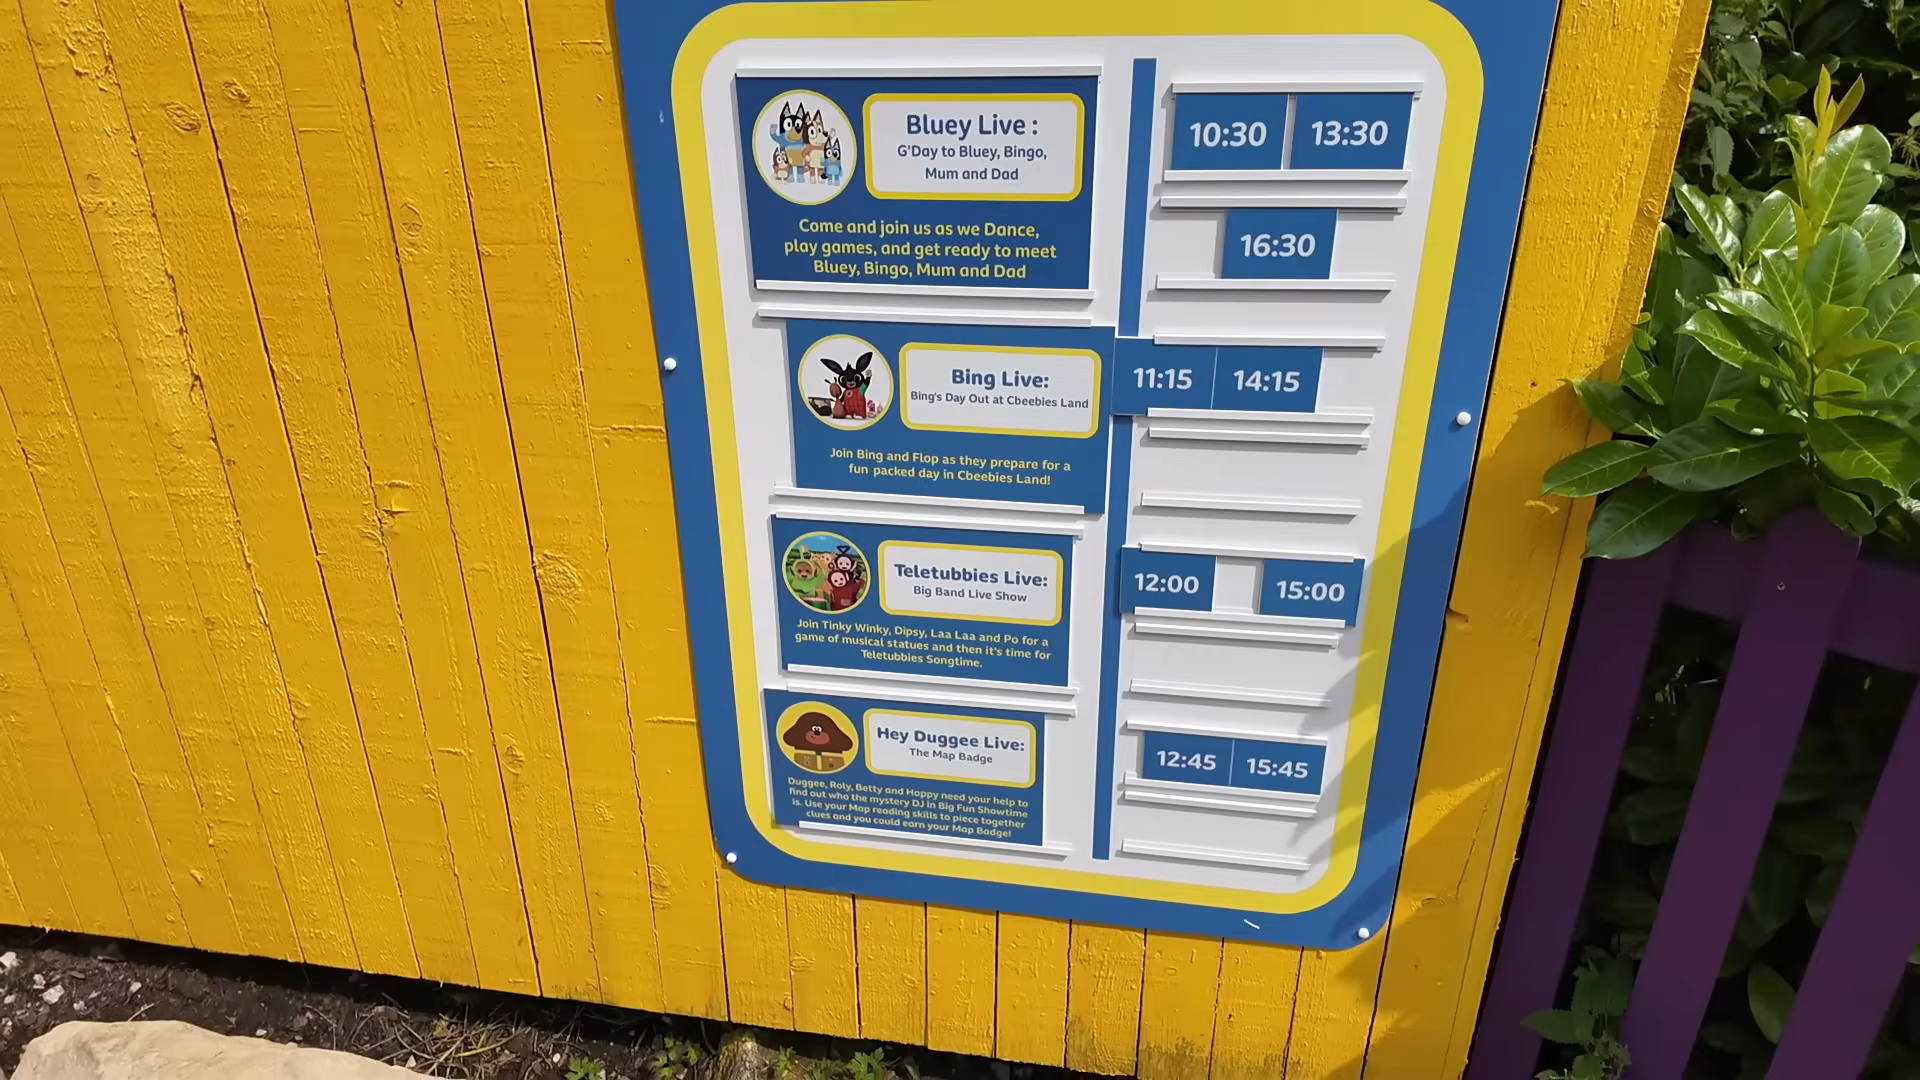 Bluey Live :
G'Day to Bluey, Bingo,
Mum and Dad
Come and join us as we Dance,
play games, and get ready to meet
Bluey, Bingo, Mum and Dad
10:30 13:30
16:30
Bing Live:
Bing's Day Out at Cbeebies Land
Join Bing and Flop as they prepare for a
fun packed day in Cbeebies Land!
11:15 14:15
Teletubbies Live:
Big Band Live Show
Join Tinky Winky, Dipsy, Laa Laa and Po for a
game of musical statues and then it's time for
Teletubbies Songtime.
12:00 15:00
Hey Duggee Live:
The Map Badge
Duggee, Roly, Betty and Happy need your help to
find out who the mystery DJ in Big Fun Showtime
is. Use your Map reading skills to piece together
clues and you could earn your Map Badge!
12:45 15:45